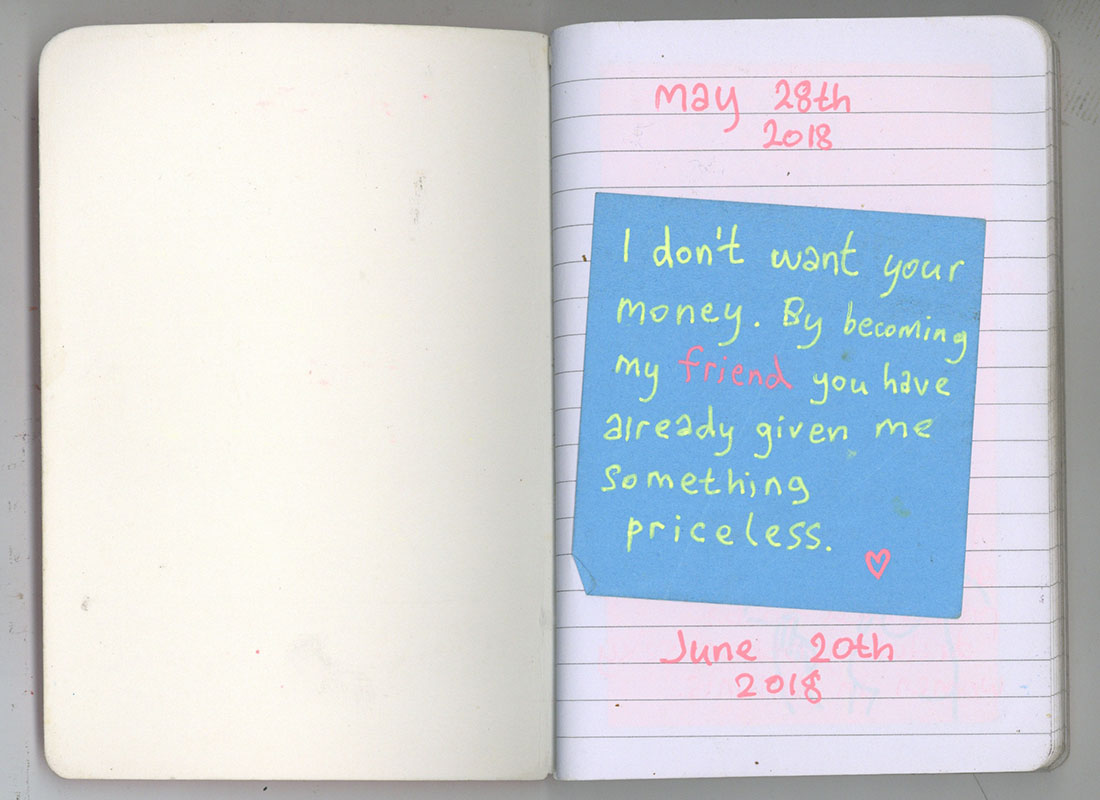 May 28th
2018
I don't want your
money. By becoming
my friend you have
already given me
something
priceless.
June 20th
2018